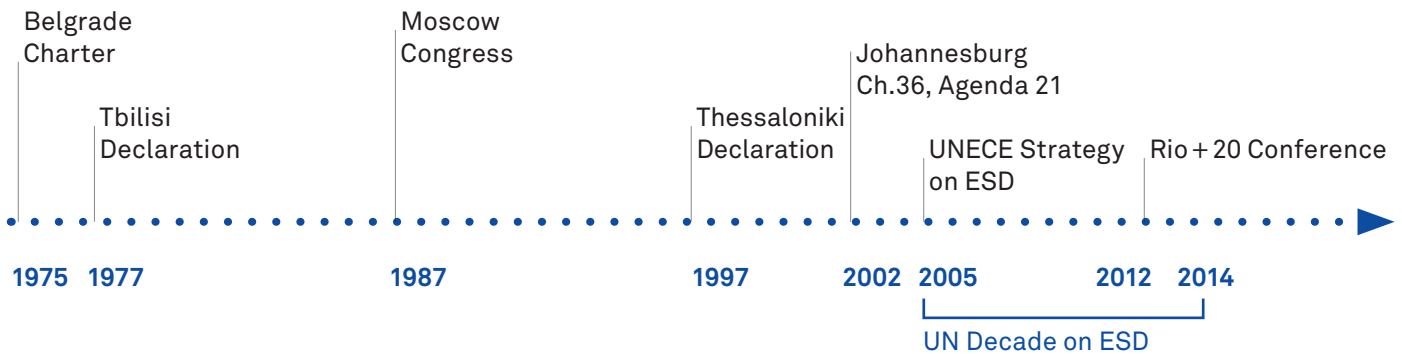 Belgrade
Charter
Moscow
Congress
Johannesburg
Ch.36, Agenda 21
Tbilisi
Declaration
Thessaloniki
Declaration
UNECE Strategy
on ESD
Rio + 20 Conference
1975 1977 1987 1997 2002 2005 2012 2014
UN Decade on ESD